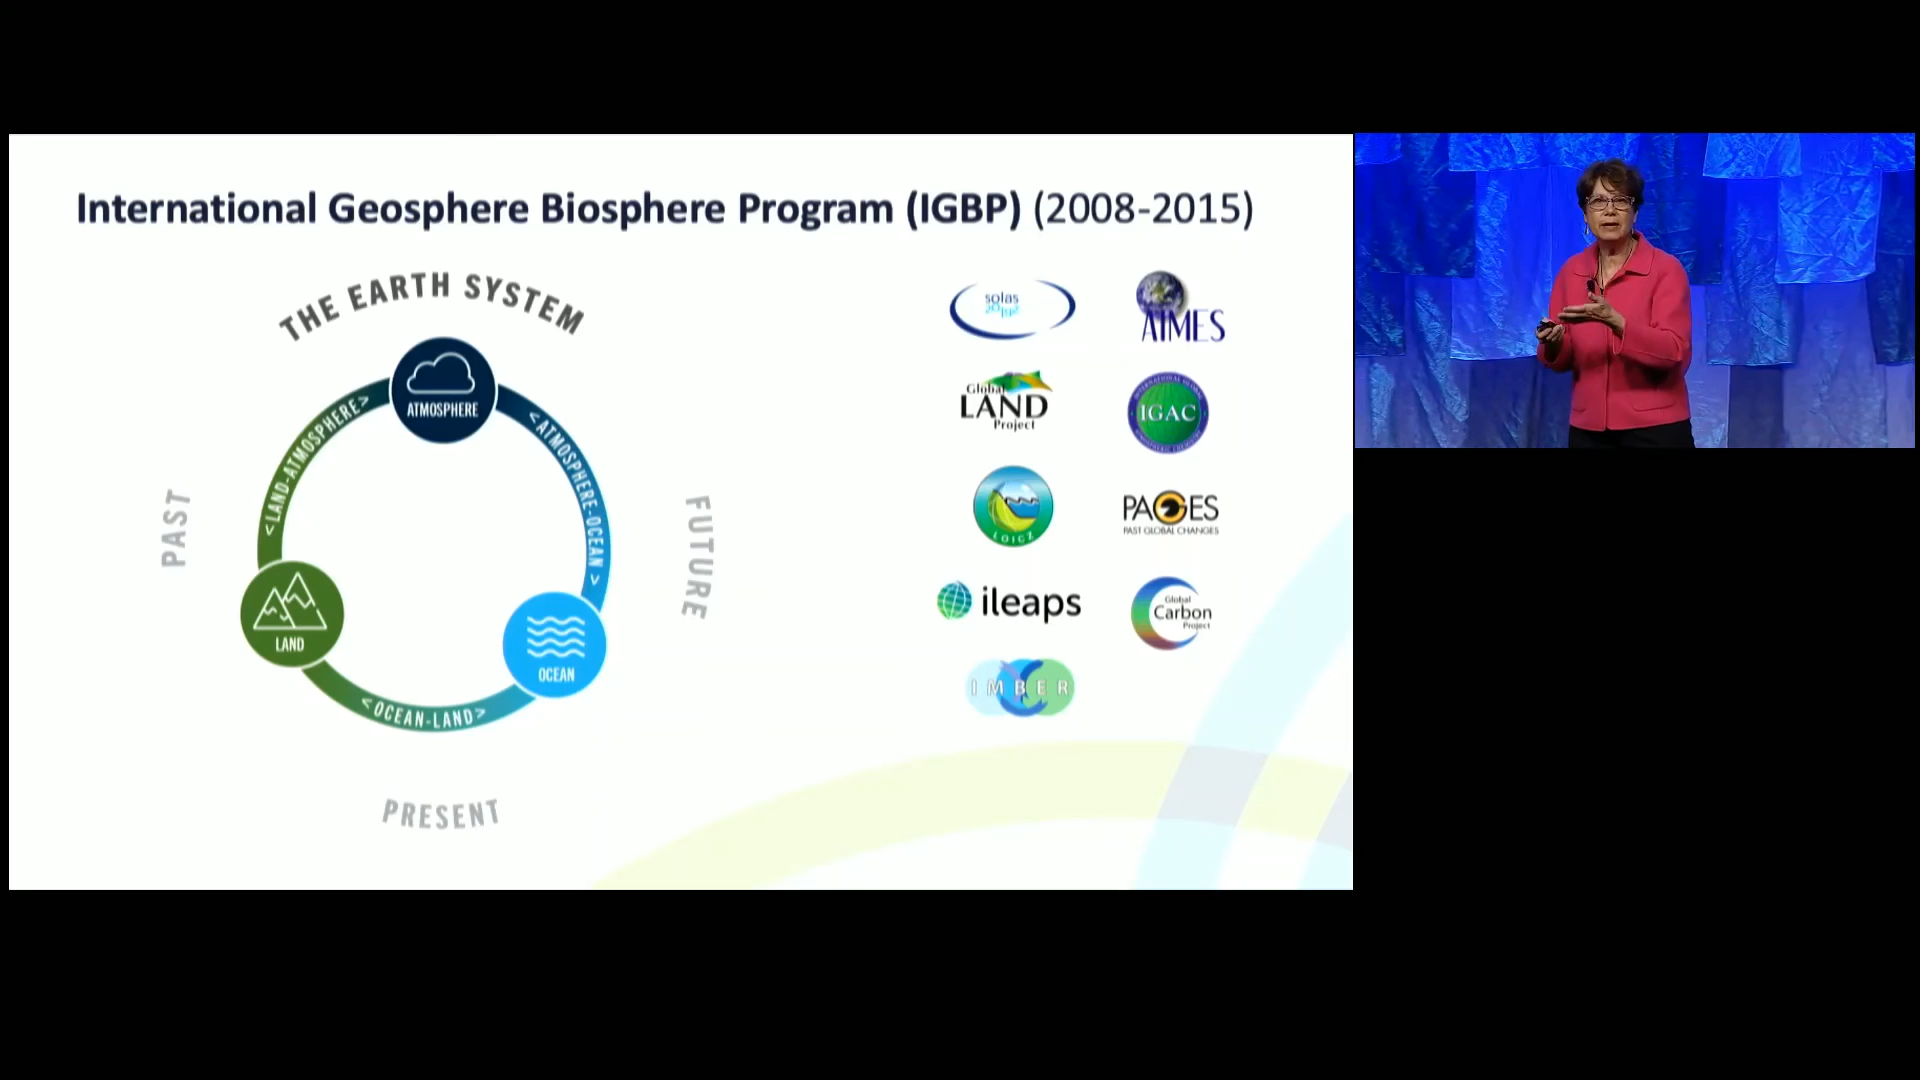 International Geosphere Biosphere Program (IGBP) (2008-2015)
THE EARTH SYSTEM
ATMOSPHERE
<LAND-ATMOSPHERE>
<ATMOSPHERE-OCEAN>
PAST
FUTURE
LAND
OCEAN
<OCEAN-LAND>
PRESENT
solas
AIMES
Global
LAND
Project
IGAC
LOICZ
PAGES
PAST GLOBAL CHANGES
ileaps
Global
Carbon
Project
IMBER